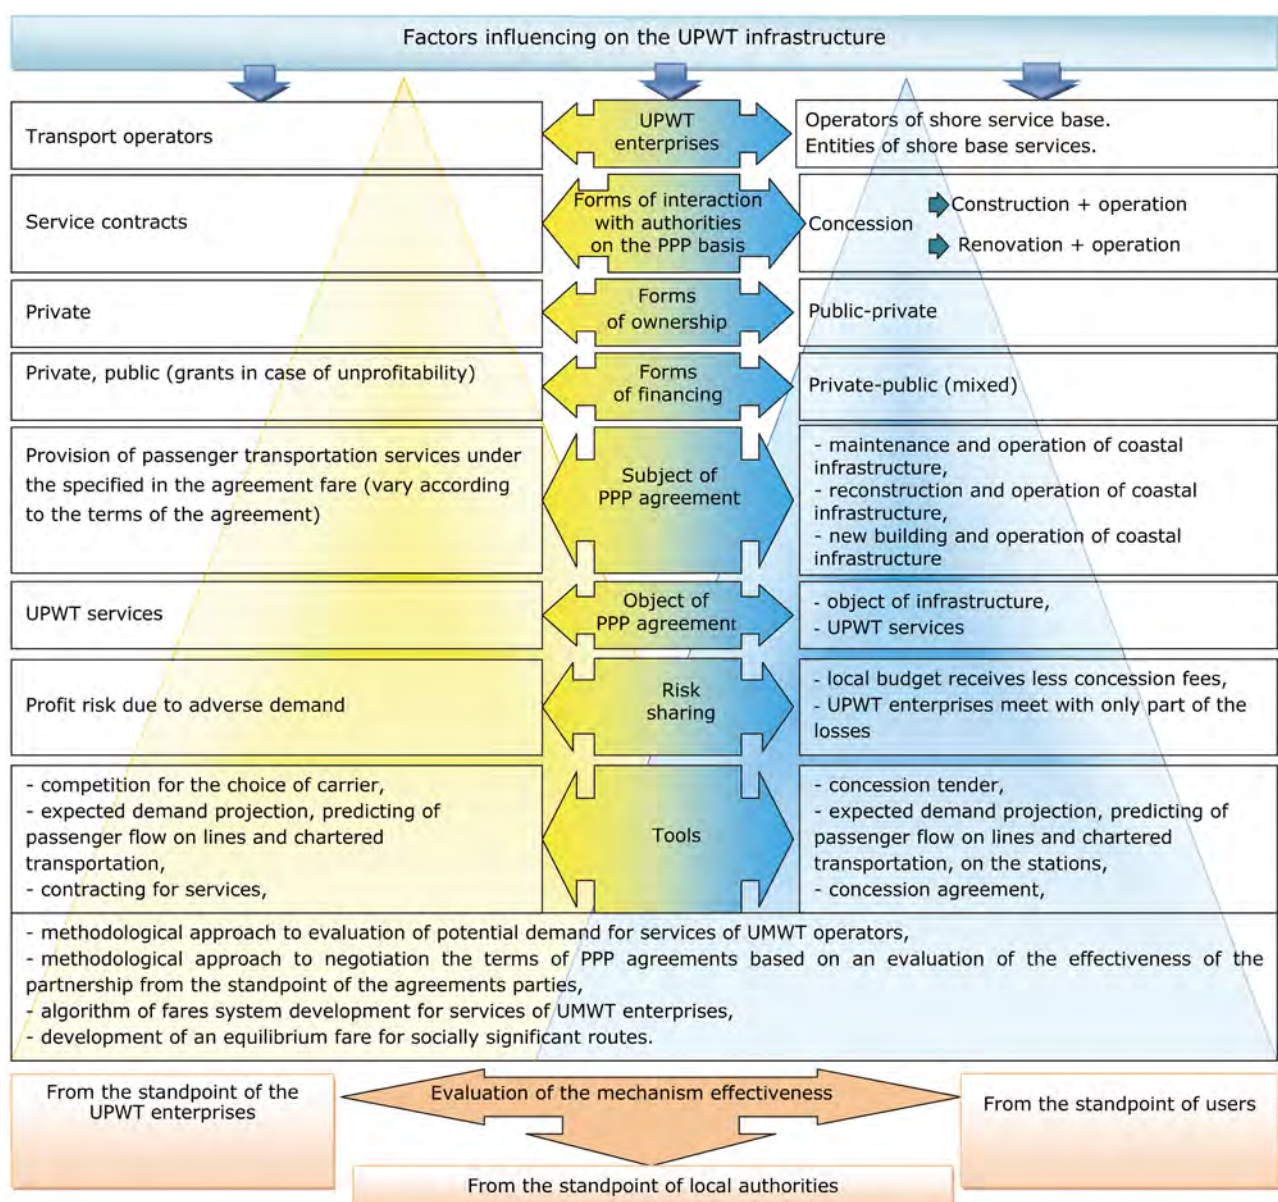 Factors influencing on the UPWT infrastructure
Transport operators
UPWT
enterprises
Operators of shore service base.
Entities of shore base services.
Service contracts
Forms of interaction
with authorities
on the PPP basis
Concession
Construction + operation
Renovation + operation
Private
Forms
of ownership
Public-private
Private, public (grants in case of unprofitability)
Forms
of financing
Private-public (mixed)
Provision of passenger transportation services under
the specified in the agreement fare (vary according
to the terms of the agreement)
Subject of
PPP agreement
- maintenance and operation of coastal
infrastructure,
- reconstruction and operation of coastal
infrastructure,
- new building and operation of coastal
infrastructure
UPWT services
Object of
PPP agreement
- object of infrastructure,
- UPWT services
Profit risk due to adverse demand
Risk
sharing
- local budget receives less concession fees,
- UPWT enterprises meet with only part of the
losses
- competition for the choice of carrier,
- expected demand projection, predicting of
passenger flow on lines and chartered
transportation,
- contracting for services,
Tools
- concession tender,
- expected demand projection, predicting of
passenger flow on lines and chartered
transportation, on the stations,
- concession agreement,
- methodological approach to evaluation of potential demand for services of UMWT operators,
- methodological approach to negotiation the terms of PPP agreements based on an evaluation of the effectiveness of the
partnership from the standpoint of the agreements parties,
- algorithm of fares system development for services of UMWT enterprises,
- development of an equilibrium fare for socially significant routes.
From the standpoint of the
UPWT enterprises
Evaluation of the mechanism effectiveness
From the standpoint of users
From the standpoint of local authorities